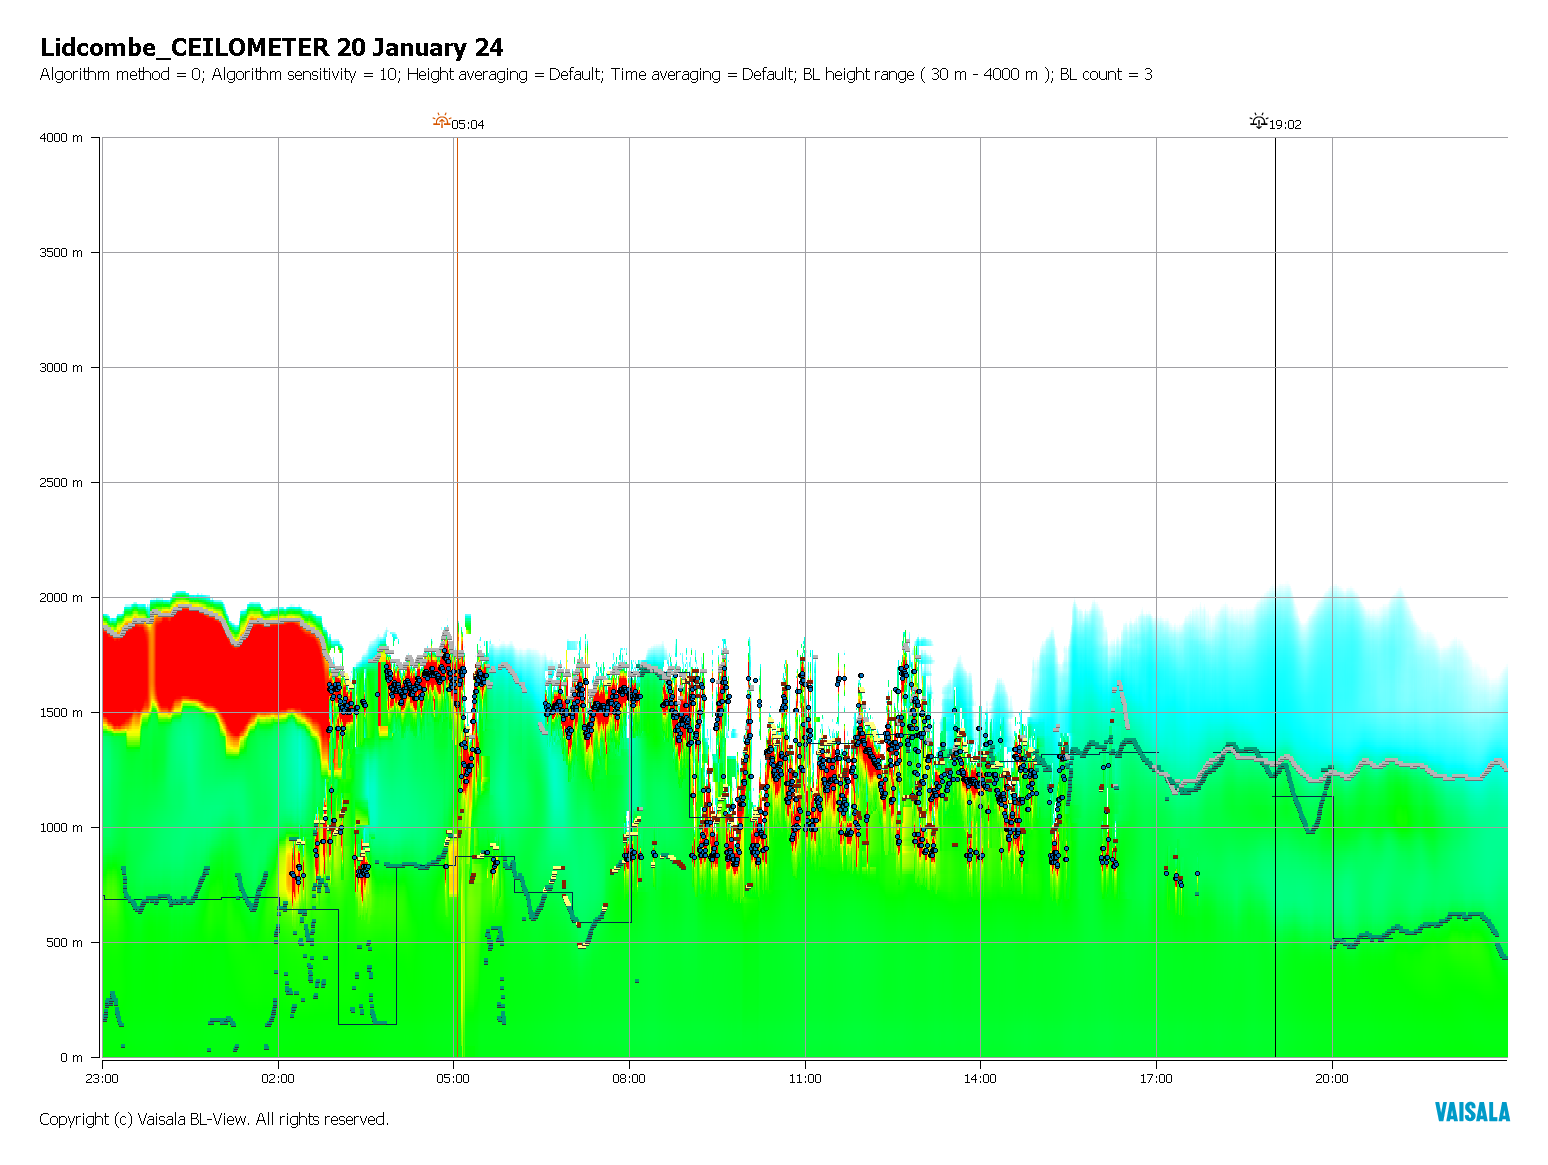 Lidcombe_CEILOMETER 20 January 24
Algorithm method = 0; Algorithm sensitivity = 10; Height averaging = Default; Time averaging = Default; BL height range ( 30 m - 4000 m ); BL count = 3
05:04
19:02
4000 m
3500 m
3000 m
2500 m
2000 m
1500 m
1000 m
500 m
0 m
23:00 02:00 05:00 08:00 11:00 14:00 17:00 20:00
Copyright (c) Vaisala BL-View. All rights reserved.
VAISALA